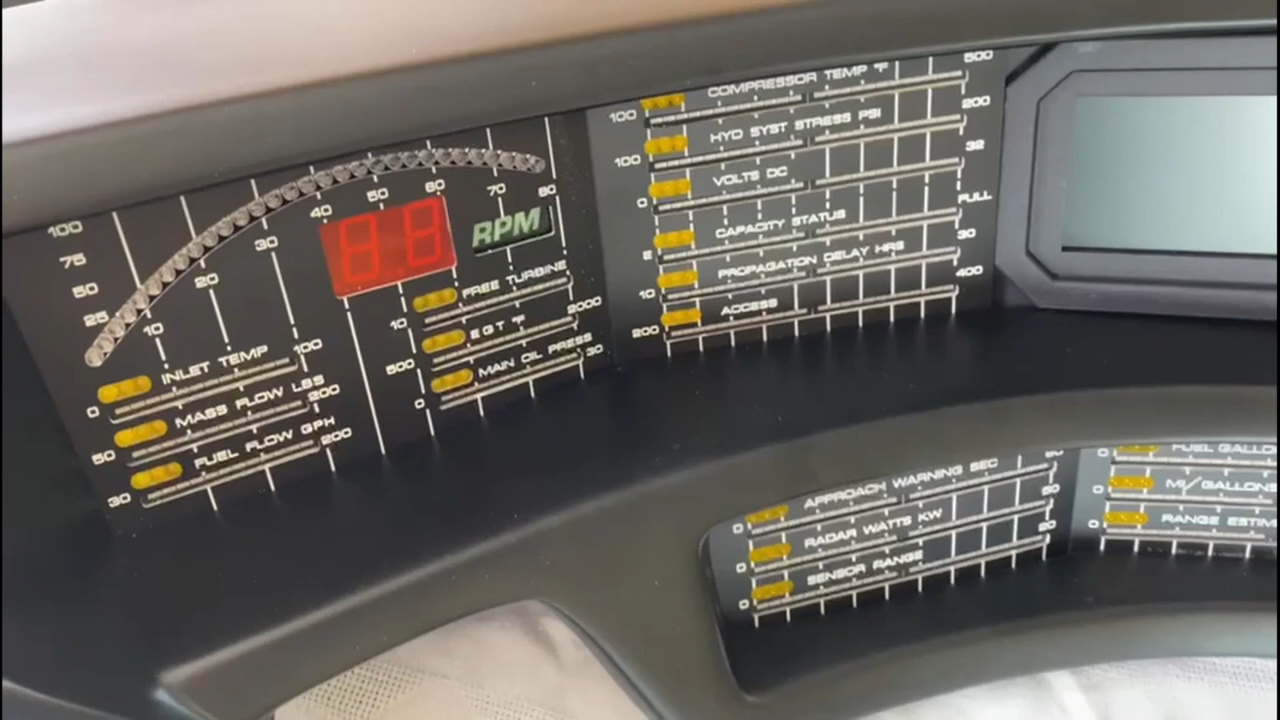 100
75
50
25
10
20
30
40
50
60
70
80
88
RPM
INLET TEMP
0
100
MASS FLOW LBS
50
200
FUEL FLOW GPH
30
200
FREE TURBINE
10
EGT °F
500
2000
MAIN OIL PRESS
0
30
COMPRESSOR TEMP °F
100
500
HYD SYST STRESS PSI
100
200
VOLTS DC
0
32
CAPACITY STATUS
E
FULL
PROPAGATION DELAY HRS
10
30
ACCESS
200
400
APPROACH WARNING SEC
0
RADAR WATTS KW
0
50
SENSOR RANGE
0
20
FUEL GALLO
0
MI/GALLONS
0
RANGE ESTIM
0